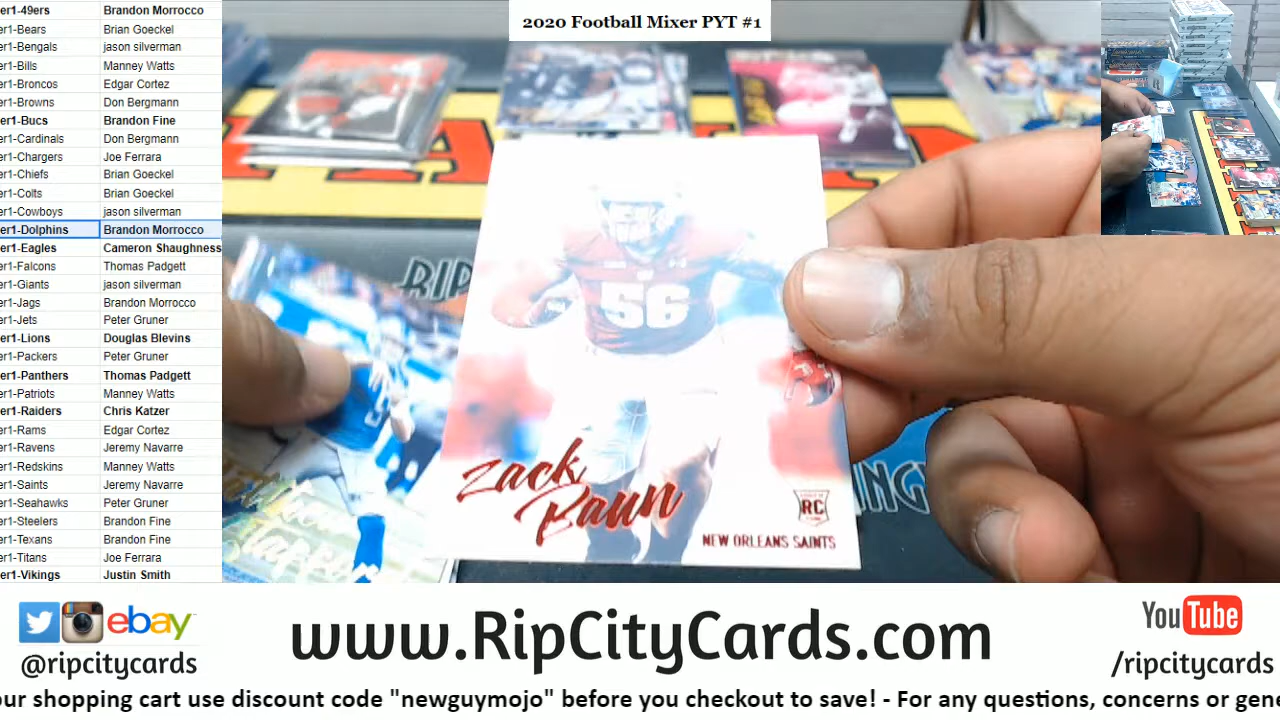 2020 Football Mixer PYT #1
er1-49ers Brandon Morrocco
er1-Bears Brian Goeckel
er1-Bengals jason silverman
er1-Bills Manney Watts
er1-Broncos Edgar Cortez
er1-Browns Don Bergmann
er1-Bucs Brandon Fine
er1-Cardinals Don Bergmann
er1-Chargers Joe Ferrara
er1-Chiefs Brian Goeckel
er1-Colts Brian Goeckel
er1-Cowboys jason silverman
er1-Dolphins Brandon Morrocco
er1-Eagles Cameron Shaughness
er1-Falcons Thomas Padgett
er1-Giants jason silverman
er1-Jags Brandon Morrocco
er1-Jets Peter Gruner
er1-Lions Douglas Blevins
er1-Packers Peter Gruner
er1-Panthers Thomas Padgett
er1-Patriots Manney Watts
er1-Raiders Chris Katzer
er1-Rams Edgar Cortez
er1-Ravens Jeremy Navarre
er1-Redskins Manney Watts
er1-Saints Jeremy Navarre
er1-Seahawks Peter Gruner
er1-Steelers Brandon Fine
er1-Texans Brandon Fine
er1-Titans Joe Ferrara
er1-Vikings Justin Smith
RIP
56
Zack
Baun
RC
NEW ORLEANS SAINTS
ebay
@ripcitycards
www.RipCityCards.com
YouTube
/ripcitycards
our shopping cart use discount code "newguymojo" before you checkout to save! - For any questions, concerns or gene